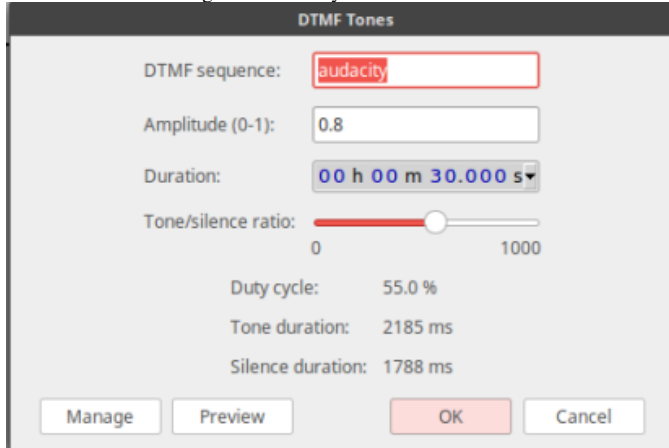 DTMF Tones
DTMF sequence: audacity
Amplitude (0-1): 0.8
Duration: 00 h 00 m 30.000 s
Tone/silence ratio:
0 1000
Duty cycle: 55.0 %
Tone duration: 2185 ms
Silence duration: 1788 ms
Manage Preview OK Cancel